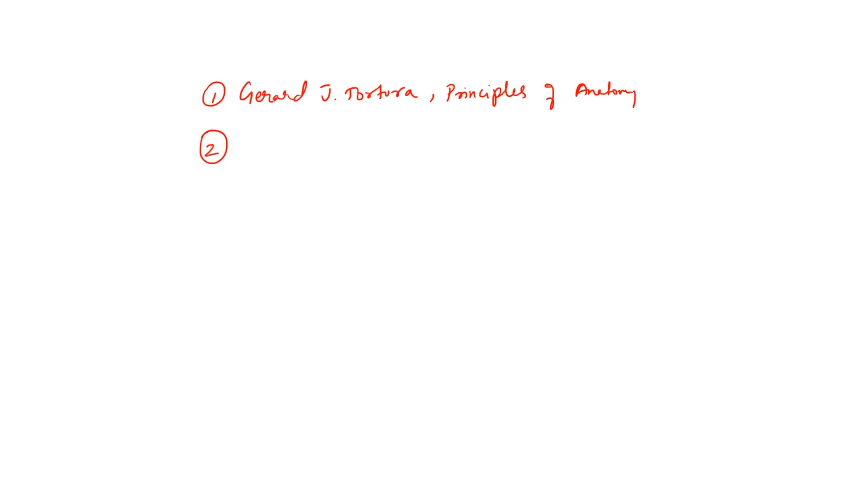 ① Gerard J. Tortora, Principles of Anatomy
②